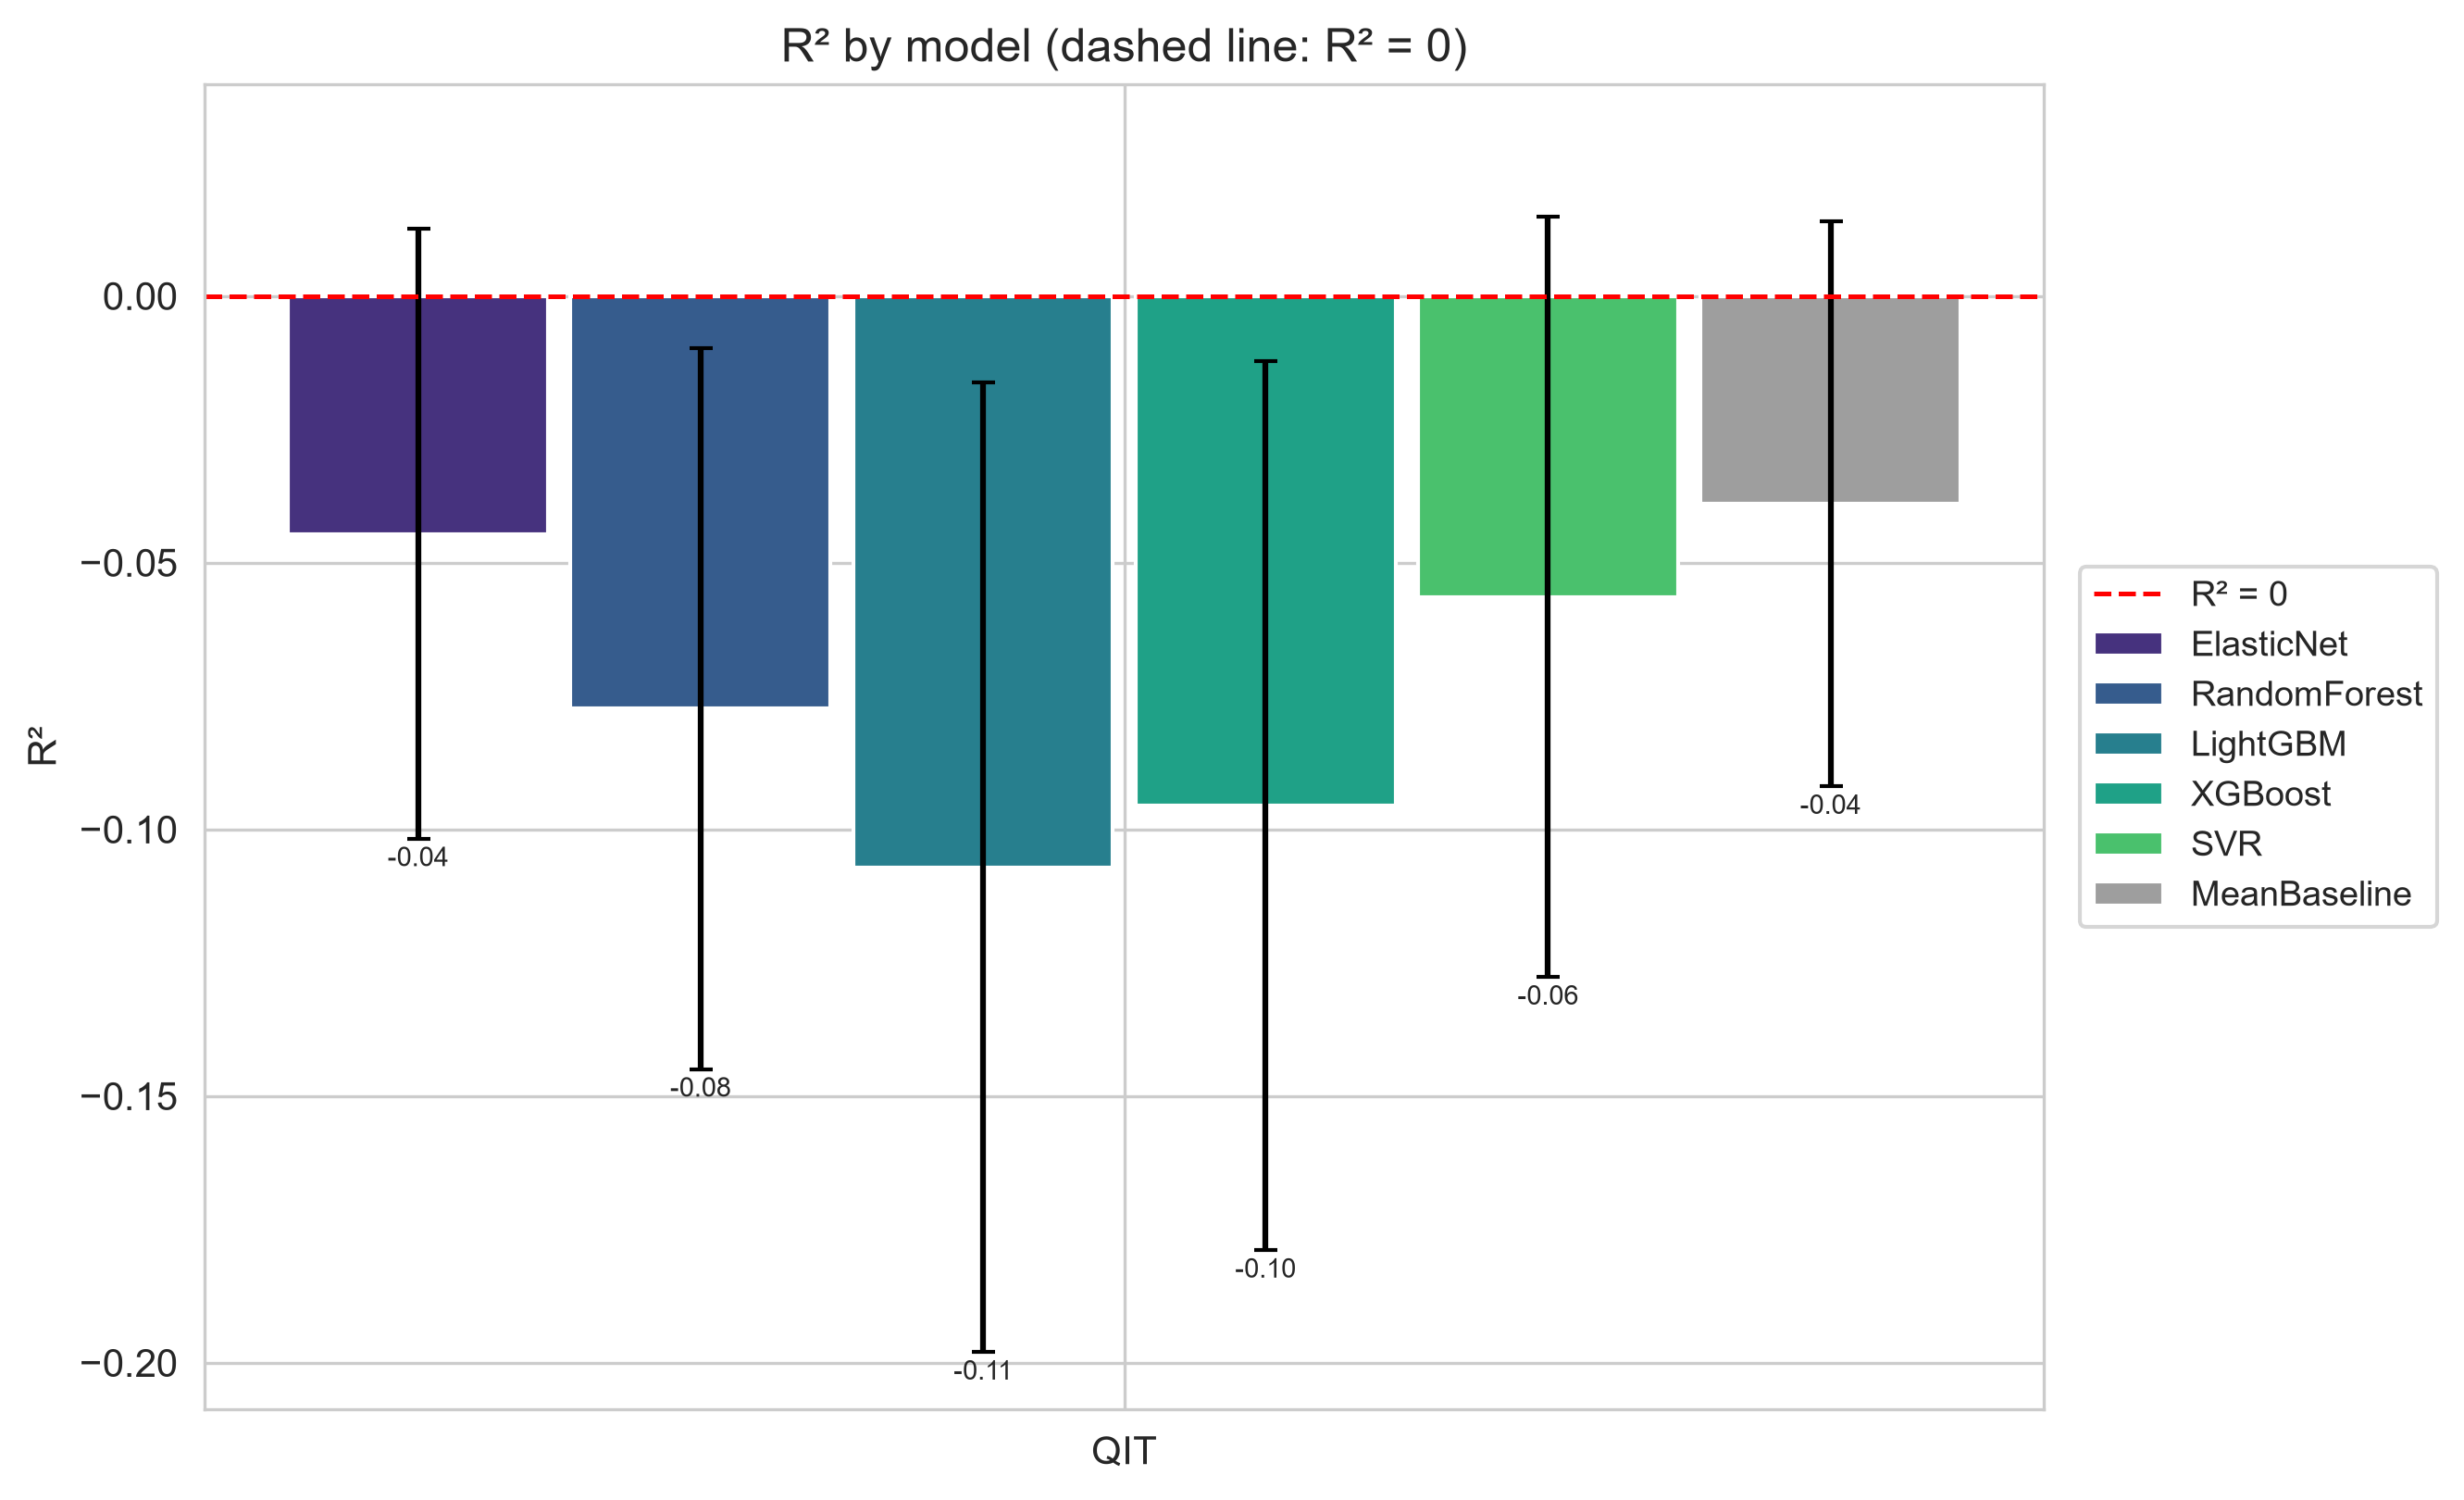 R² by model (dashed line: R² = 0)
0.00
−0.05
−0.10
−0.15
−0.20
R²
-0.04
-0.08
-0.11
-0.10
-0.06
-0.04
QIT
R² = 0
ElasticNet
RandomForest
LightGBM
XGBoost
SVR
MeanBaseline